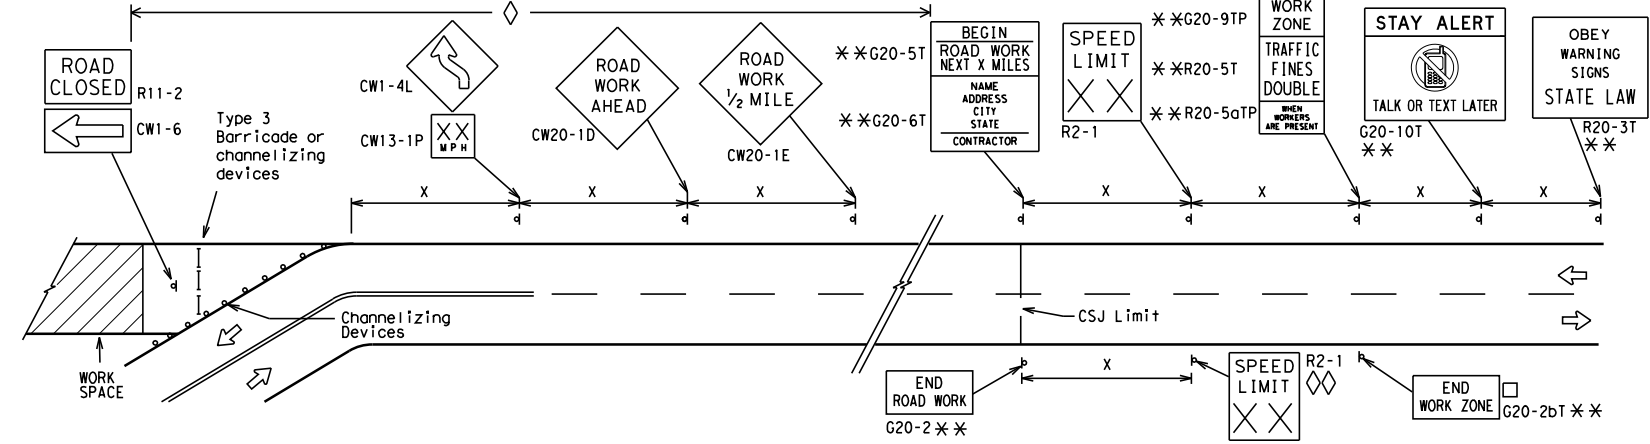 ROAD
CLOSED
R11-2
CW1-6
Type 3
Barricade or
channelizing
devices
CW1-4L
XX
MPH
CW13-1P
ROAD
WORK
AHEAD
CW20-1D
ROAD
WORK
1/2 MILE
CW20-1E
**G20-5T
BEGIN
ROAD WORK
NEXT X MILES
**G20-6T
NAME
ADDRESS
CITY
STATE
CONTRACTOR
SPEED
LIMIT
XX
R2-1
**G20-9TP
WORK
ZONE
**R20-5T
TRAFFIC
FINES
DOUBLE
**R20-5aTP
WHEN
WORKERS
ARE PRESENT
STAY ALERT
TALK OR TEXT LATER
G20-10T
**
OBEY
WARNING
SIGNS
STATE LAW
R20-3T
**
X X X X X X X
Channelizing
Devices
CSJ Limit
WORK
SPACE
END
ROAD WORK
G20-2 **
X
SPEED
LIMIT
XX
R2-1
END
WORK ZONE
G20-2bT **